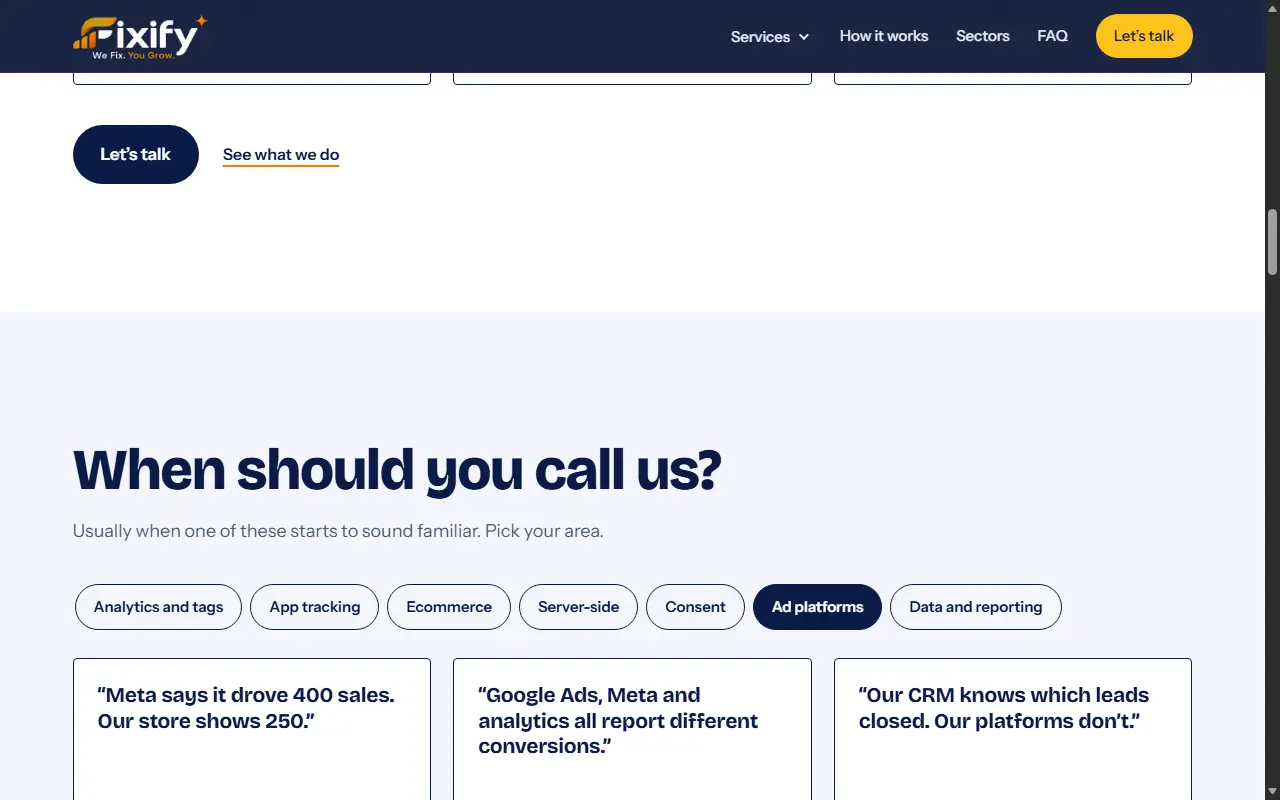 Fixify
We Fix. You Grow.
Services
How it works
Sectors
FAQ
Let’s talk
Let’s talk
See what we do
When should you call us?
Usually when one of these starts to sound familiar. Pick your area.
Analytics and tags
App tracking
Ecommerce
Server-side
Consent
Ad platforms
Data and reporting
“Meta says it drove 400 sales.
Our store shows 250.”
“Google Ads, Meta and
analytics all report different
conversions.”
“Our CRM knows which leads
closed. Our platforms don’t.”